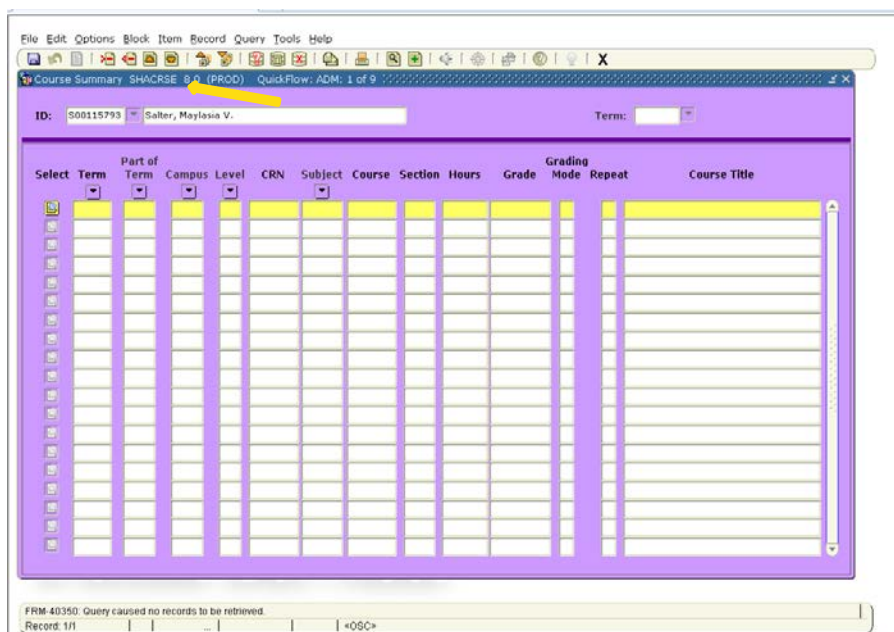 File Edit Options Block Item Record Query Tools Help
Course Summary SHACRSE 8.0 (PROD) QuickFlow: ADM: 1 of 9
ID: S00115793 Salter, Maylasia V. Term:
Select Term Part of Term Campus Level CRN Subject Course Section Hours Grade Grading Mode Repeat Course Title
FRM-40350: Query caused no records to be retrieved.
Record: 1/1 ... <OSC>